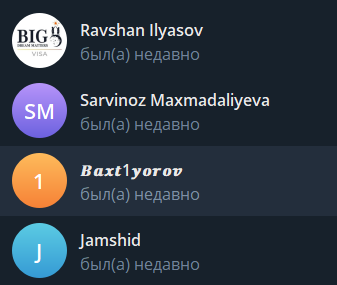 BIG 5
DREAM MATTERS
VISA
Ravshan Ilyasov
был(а) недавно
SM
Sarvinoz Maxmadaliyeva
был(а) недавно
1
𝑩𝒂𝒙𝒕1𝒚𝒐𝒓𝒐𝒗
был(а) недавно
J
Jamshid
был(а) недавно